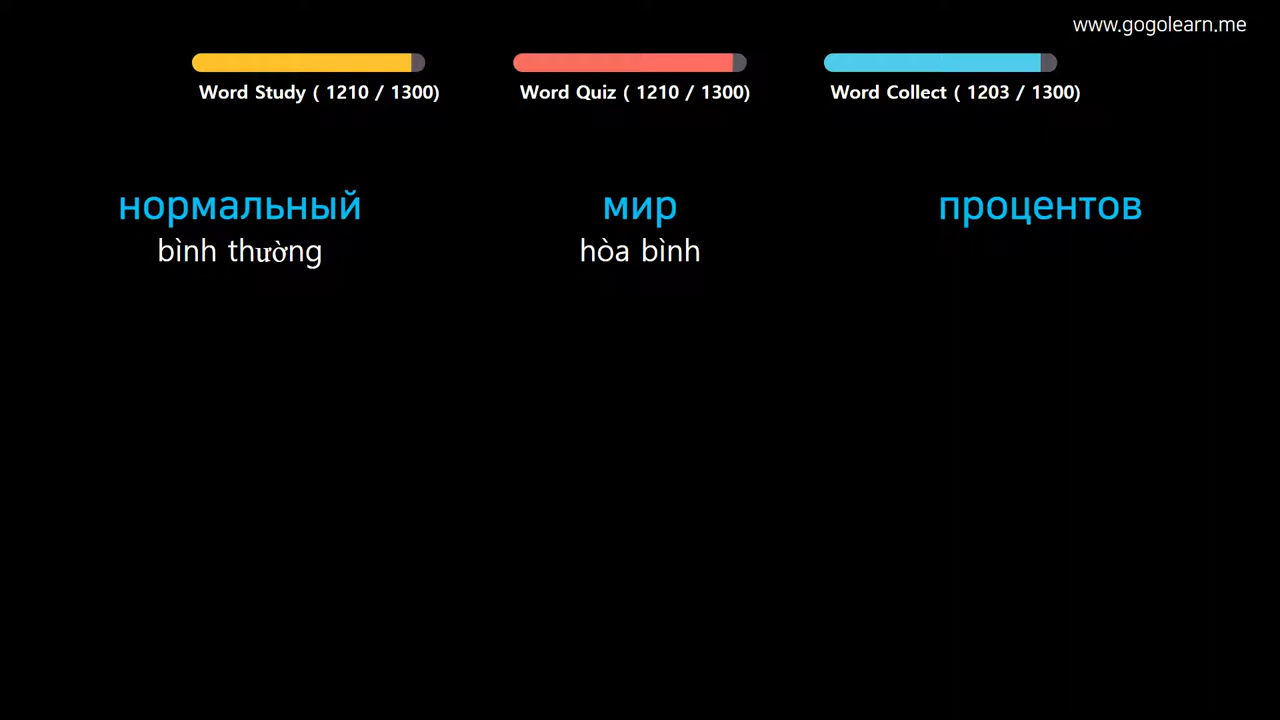 www.gogolearn.me
Word Study ( 1210 / 1300)
Word Quiz ( 1210 / 1300)
Word Collect ( 1203 / 1300)
нормальный
bình thường
мир
hòa bình
процентов